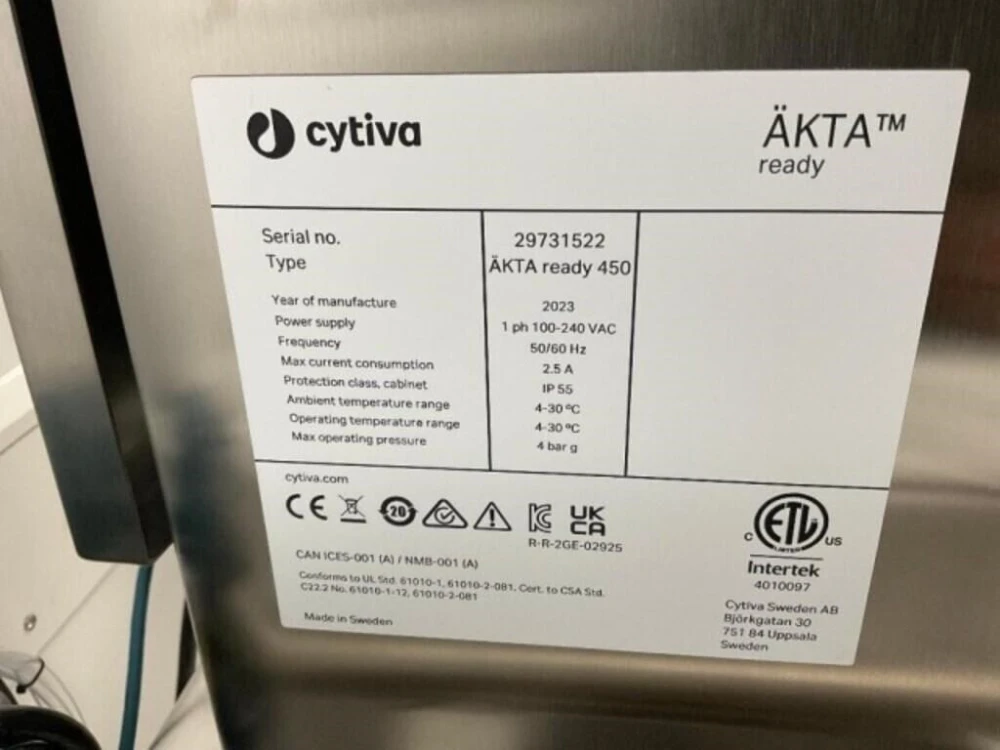 cytiva
ÄKTA™
ready
Serial no. 29731522
Type ÄKTA ready 450
Year of manufacture 2023
Power supply 1 ph 100-240 VAC
Frequency 50/60 Hz
Max current consumption 2.5 A
Protection class, cabinet IP 55
Ambient temperature range 4-30 ºC
Operating temperature range 4-30 ºC
Max operating pressure 4 bar g
cytiva.com
CE 20 UK CA
R-R-2GE-02925
CAN ICES-001 (A) / NMB-001 (A)
Conforms to UL Std. 61010-1, 61010-2-081. Cert. to CSA Std.
C22.2 No. 61010-1-12, 61010-2-081
Made in Sweden
C ETL US
LISTED
Intertek
4010097
Cytiva Sweden AB
Björkgatan 30
751 84 Uppsala
Sweden